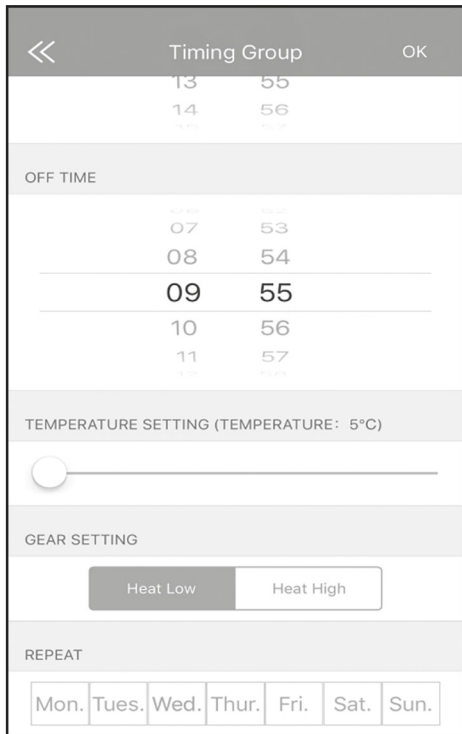 Timing Group OK
13 55
14 56
OFF TIME
07 53
08 54
09 55
10 56
11 57
TEMPERATURE SETTING (TEMPERATURE: 5°C)
GEAR SETTING
Heat Low Heat High
REPEAT
Mon. Tues. Wed. Thur. Fri. Sat. Sun.